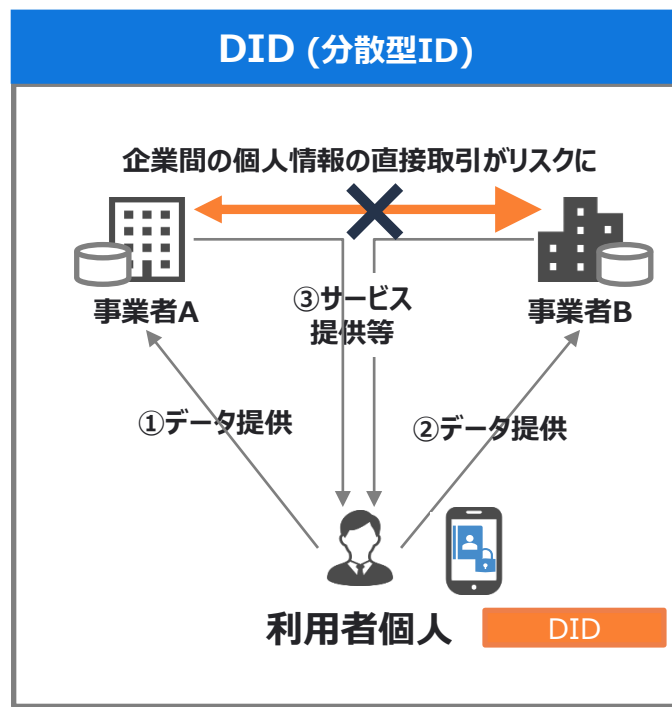 DID (分散型ID)
企業間の個人情報の直接取引がリスクに
事業者A
事業者B
③サービス
提供等
①データ提供
②データ提供
利用者個人
DID